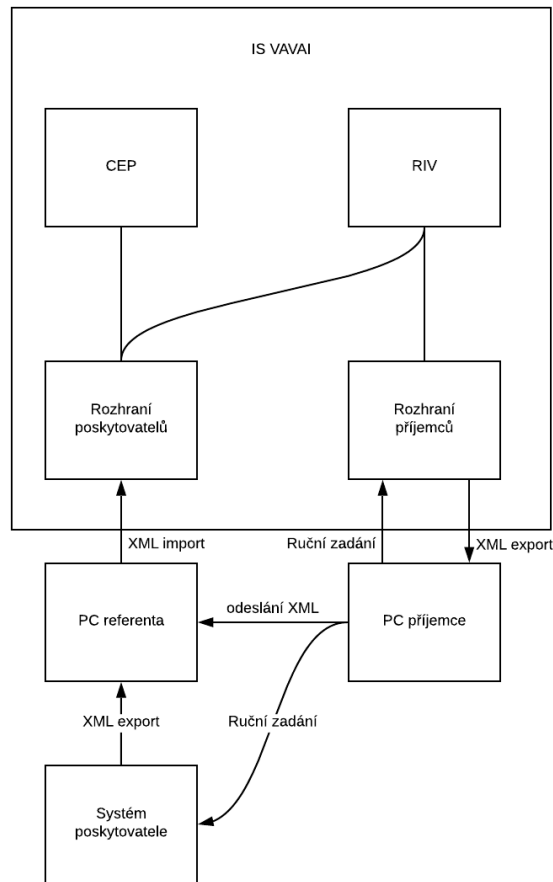 IS VAVAI
CEP
RIV
Rozhraní
poskytovatelů
Rozhraní
příjemců
XML import
Ruční zadání
XML export
PC referenta
odeslání XML
PC příjemce
XML export
Ruční zadání
Systém
poskytovatele